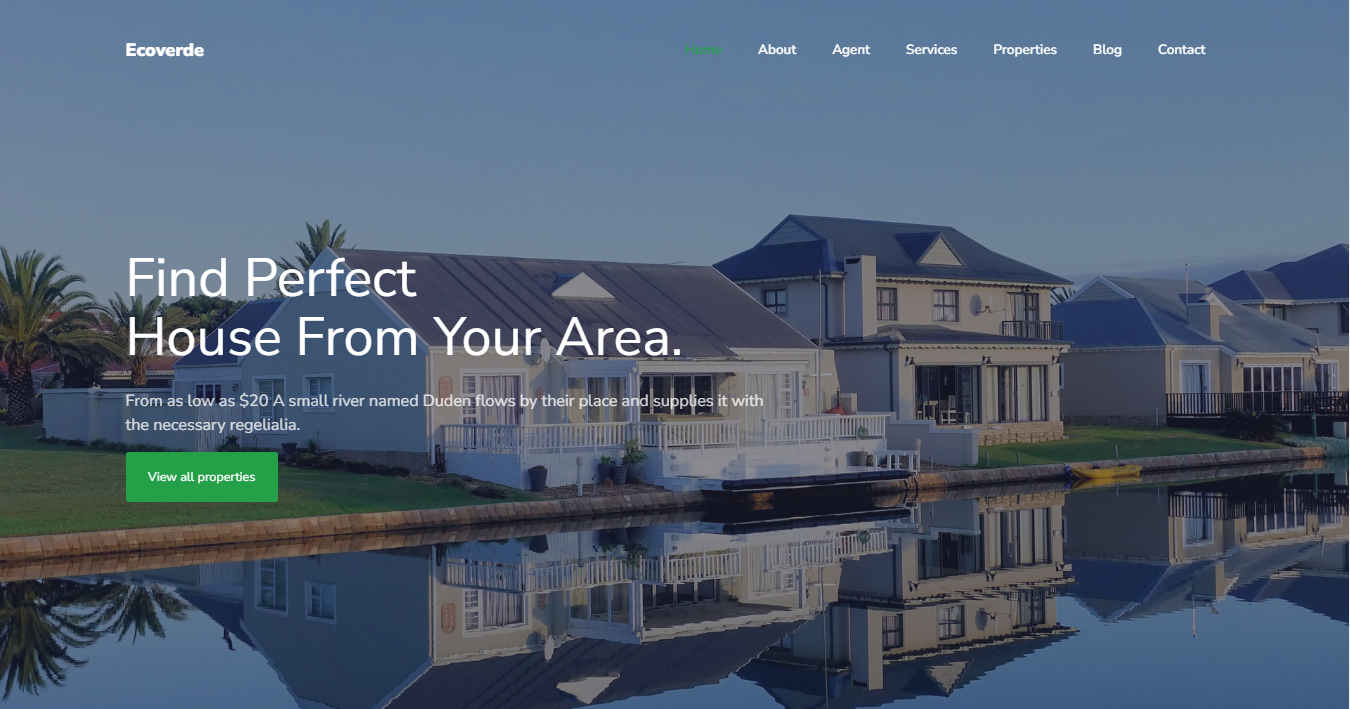 Ecoverde
Home About Agent Services Properties Blog Contact
Find Perfect
House From Your Area.
From as low as $20 A small river named Duden flows by their place and supplies it with
the necessary regelialia.
View all properties